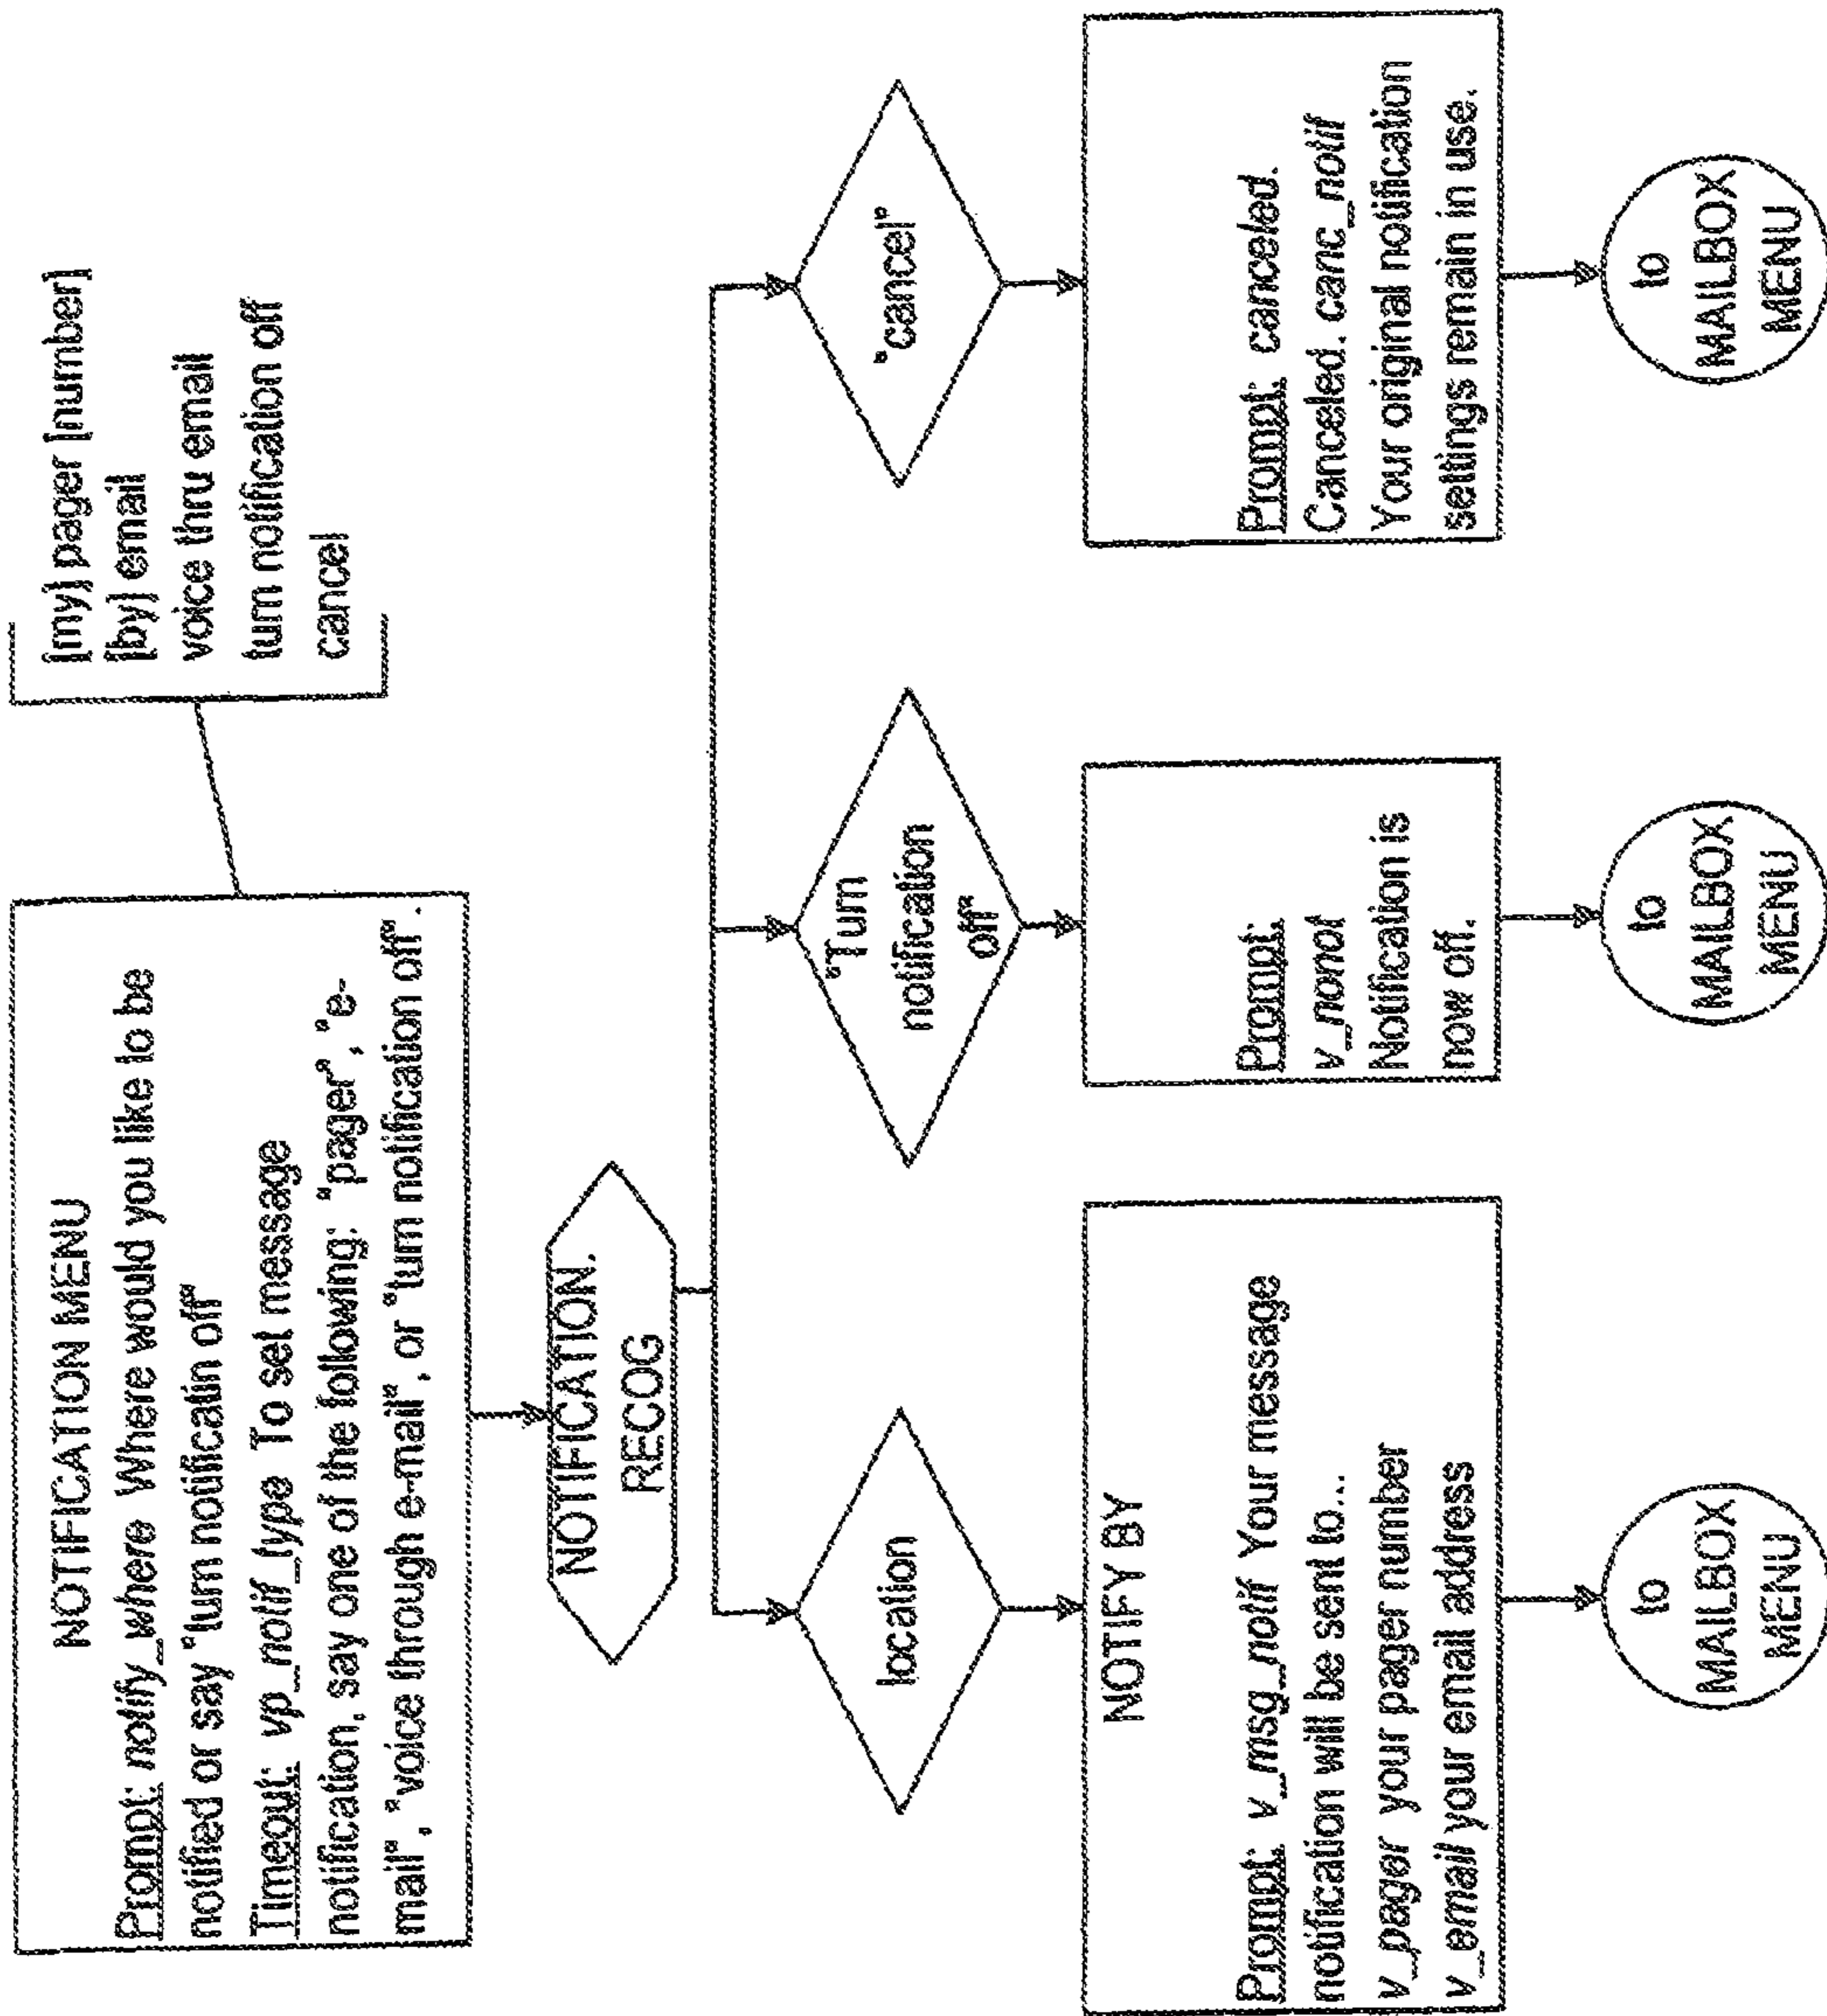 NOTIFICATION MENU
Prompt: notify_where Where would you like to be
notified or say "turn notificatin off"
Timeout: vp_notif_type To set message
notification, say one of the following: "pager", "e-
mail", "voice through e-mail", or "turn notification off".
[my] pager [number]
[by] email
voice thru email
turn notification off
cancel
NOTIFICATION.
RECOG
location
"Turn
notification
off"
"cancel"
NOTIFY BY
Prompt: v_msg_notif Your message
notification will be sent to...
v_pager your pager number
v_email your email address
Prompt:
v_nonot
Notification is
now off.
Prompt: canceled.
Canceled. canc_notif
Your original notification
settings remain in use.
to
MAILBOX
MENU
to
MAILBOX
MENU
to
MAILBOX
MENU